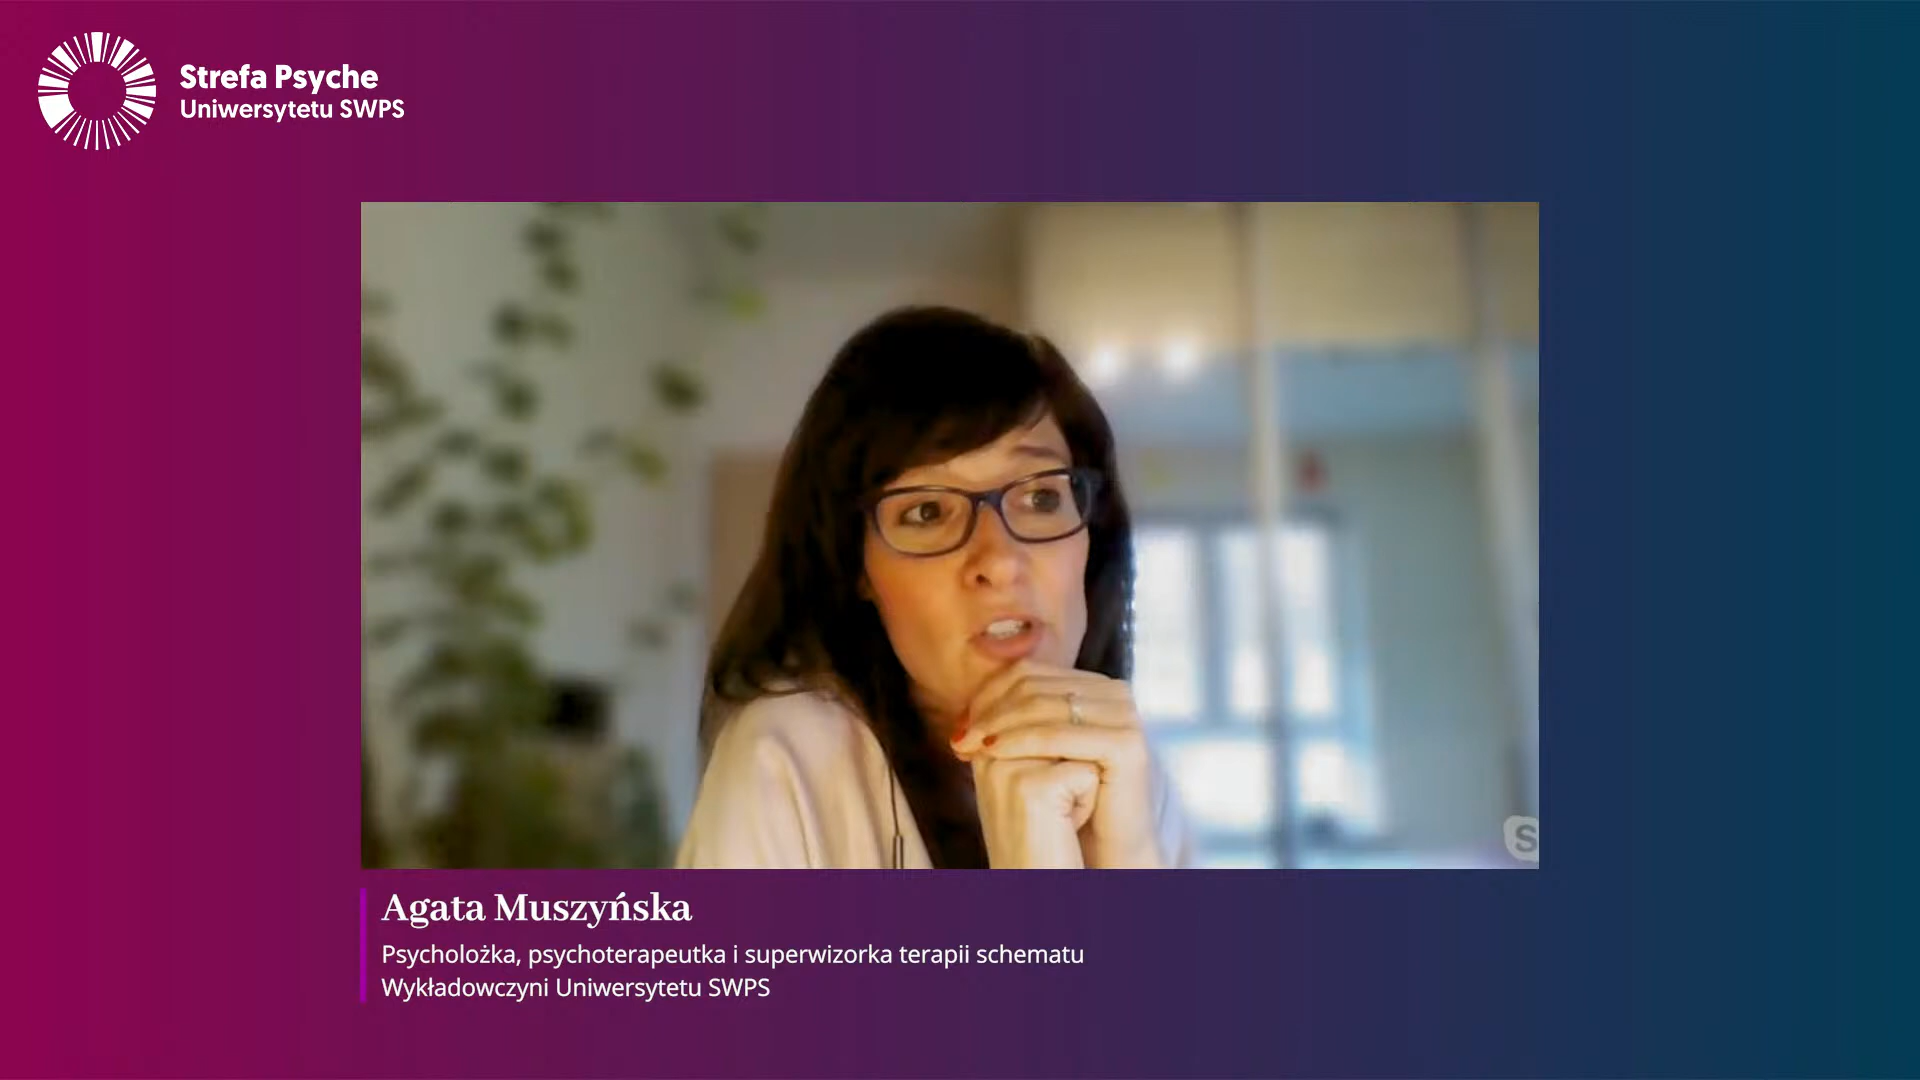 Strefa Psyche
Uniwersytetu SWPS
S
Agata Muszyńska
Psycholożka, psychoterapeutka i superwizorka terapii schematu
Wykładowczyni Uniwersytetu SWPS